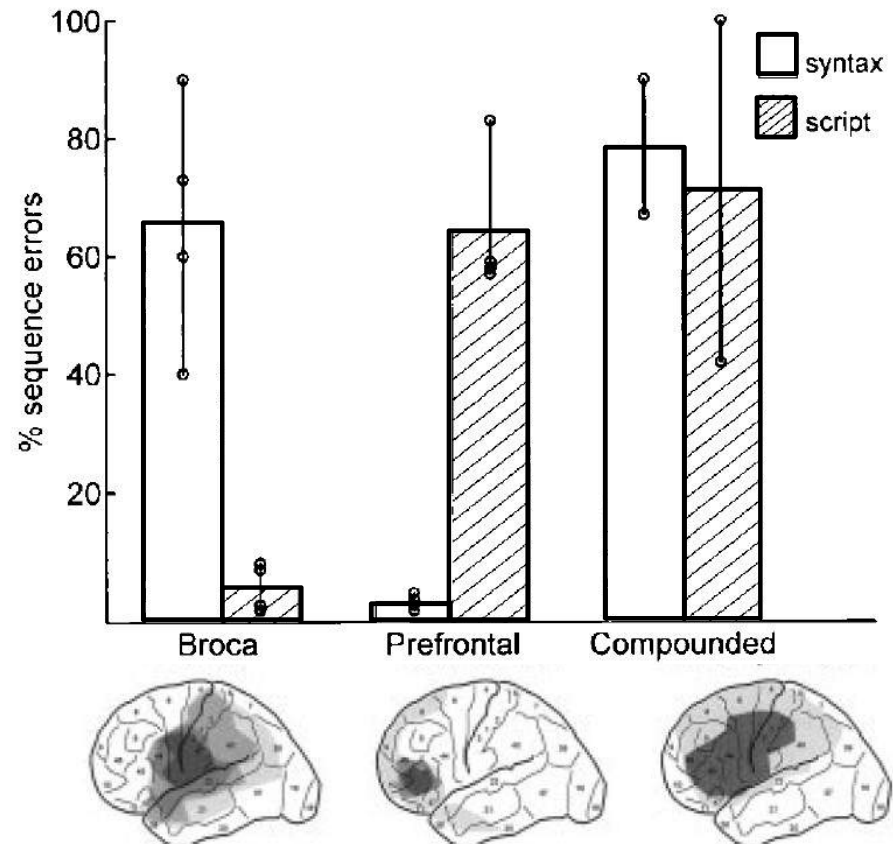 100
80
60
40
20
% sequence errors
syntax
script
Broca
Prefrontal
Compounded